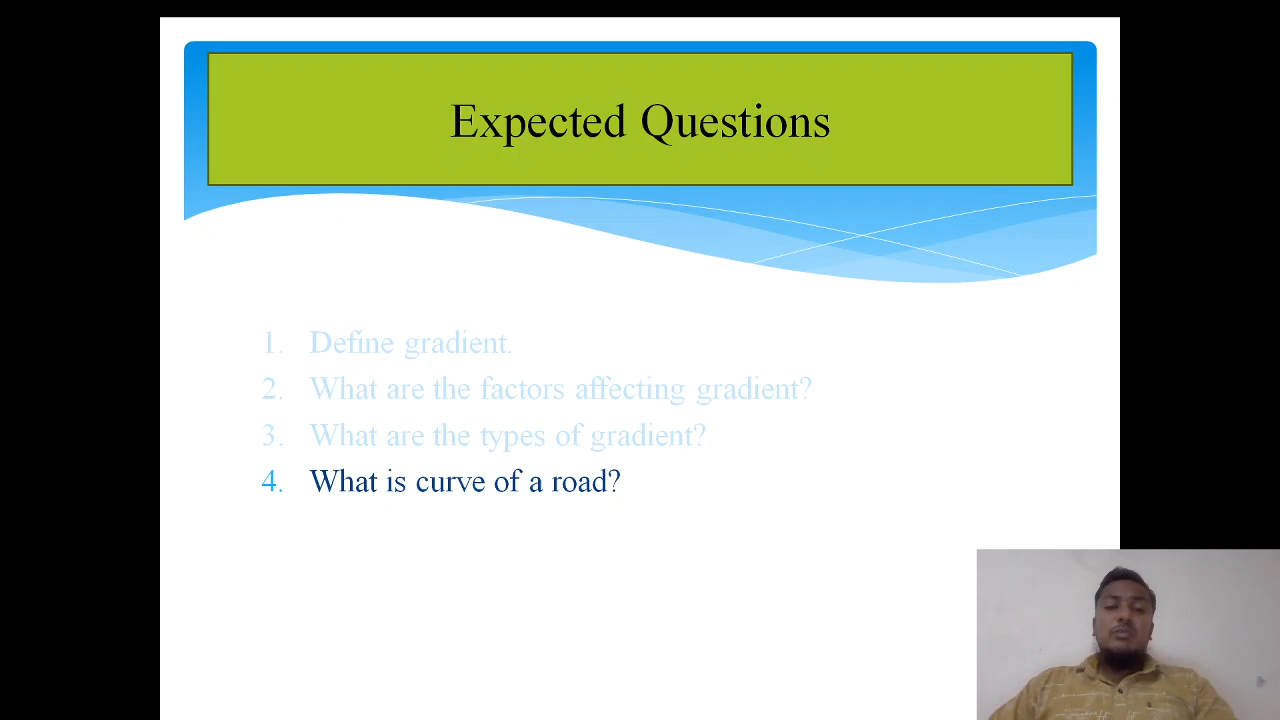 Expected Questions
1. Define gradient.
2. What are the factors affecting gradient?
3. What are the types of gradient?
4. What is curve of a road?